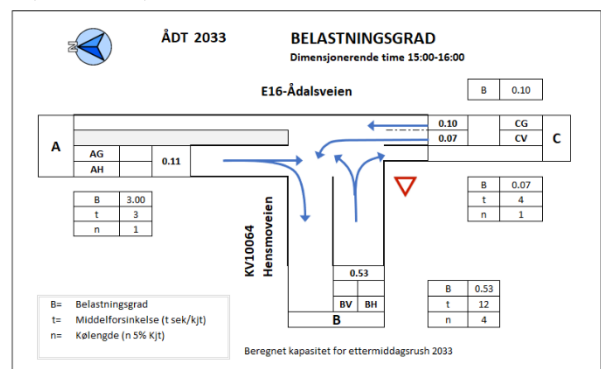 ÅDT 2033
BELASTNINGSGRAD
Dimensjonerende time 15:00-16:00
N
E16-Ådalsveien
B 0.10
A
AG
AH
0.11
0.10 CG
0.07 CV
C
B 3.00
t 3
n 1
B 0.07
t 4
n 1
KV10064
Hensmoveien
0.53
BV BH
B
B 0.53
t 12
n 4
B= Belastningsgrad
t= Middelforsinkelse (t sek/kjt)
n= Kølengde (n 5% Kjt)
Beregnet kapasitet for ettermiddagsrush 2033